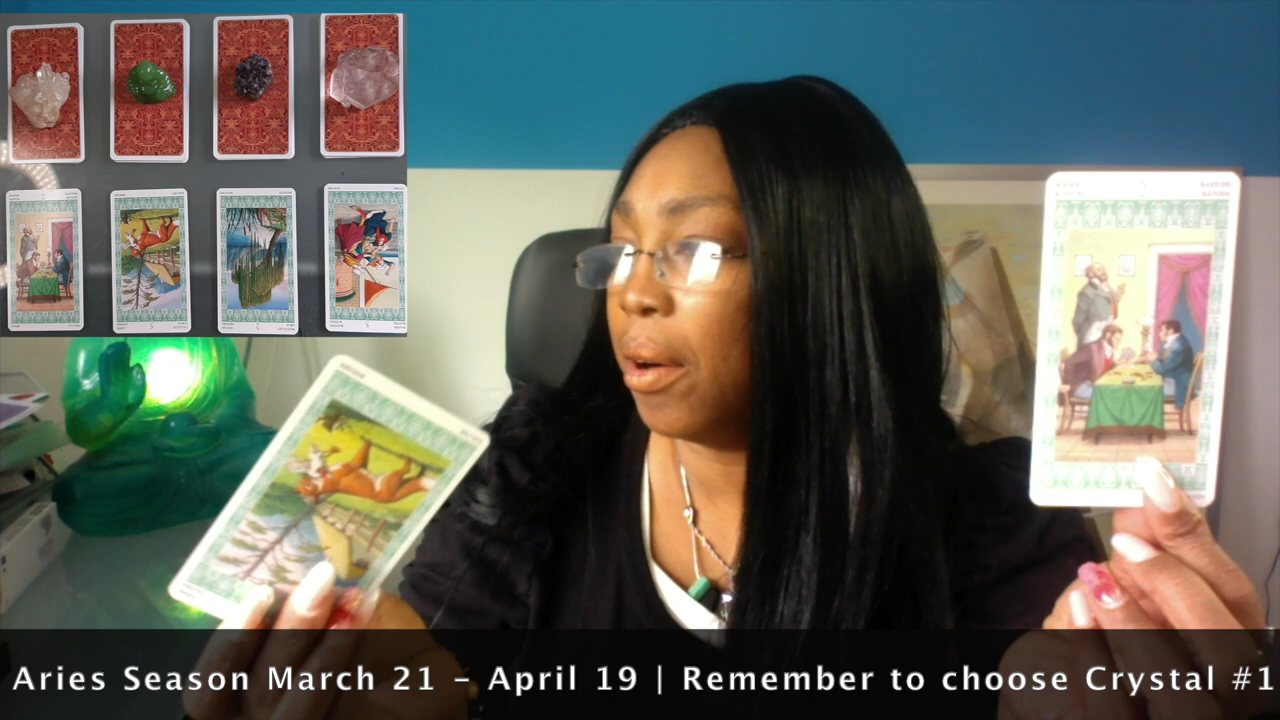 Aries Season March 21 – April 19 | Remember to choose Crystal #1